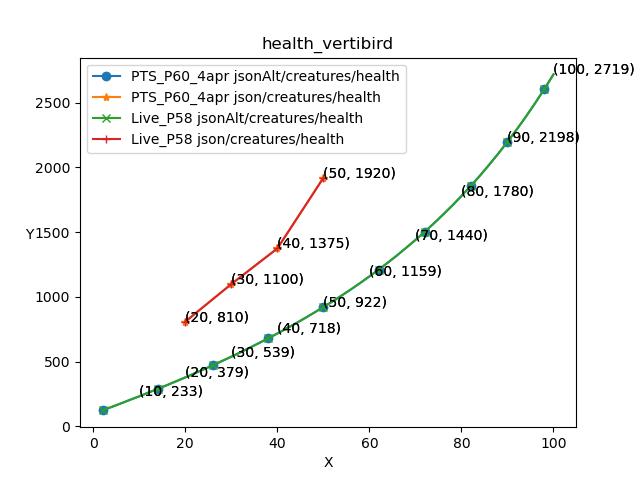 health_vertibird
PTS_P60_4apr jsonAlt/creatures/health
PTS_P60_4apr json/creatures/health
Live_P58 jsonAlt/creatures/health
Live_P58 json/creatures/health
(100, 2719)
2500
(90, 2198)
2000
(50, 1920)
(80, 1780)
Y
1500
(70, 1440)
(40, 1375)
(60, 1159)
(30, 1100)
1000
(50, 922)
(20, 810)
(40, 718)
(30, 539)
500
(20, 379)
(10, 233)
0
0 20 40 60 80 100
X